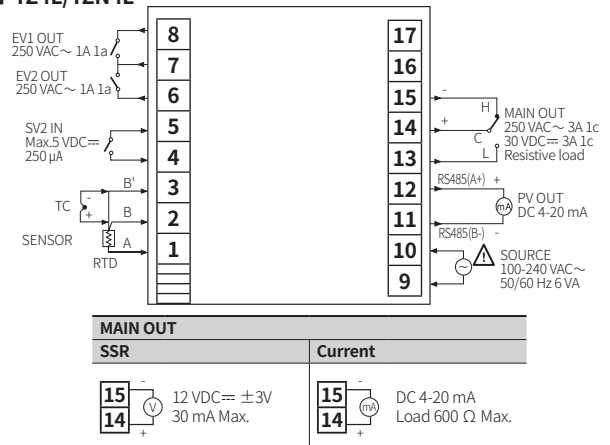 EV1 OUT
250 VAC～ 1A 1a
EV2 OUT
250 VAC～ 1A 1a
SV2 IN
Max.5 VDC⎓
250 μA
TC
-
+
B'
B
A
SENSOR
RTD
8
7
6
5
4
3
2
1
17
16
15
14
13
12
11
10
9
-
H
+
C
L
MAIN OUT
250 VAC～ 3A 1c
30 VDC⎓ 3A 1c
Resistive load
RS485(A+) +
mA
PV OUT
DC 4-20 mA
RS485(B-) -
SOURCE
100-240 VAC～
50/60 Hz 6 VA
MAIN OUT
SSR
Current
15
14
-
V
+
12 VDC⎓ ±3V
30 mA Max.
15
14
-
mA
+
DC 4-20 mA
Load 600 Ω Max.